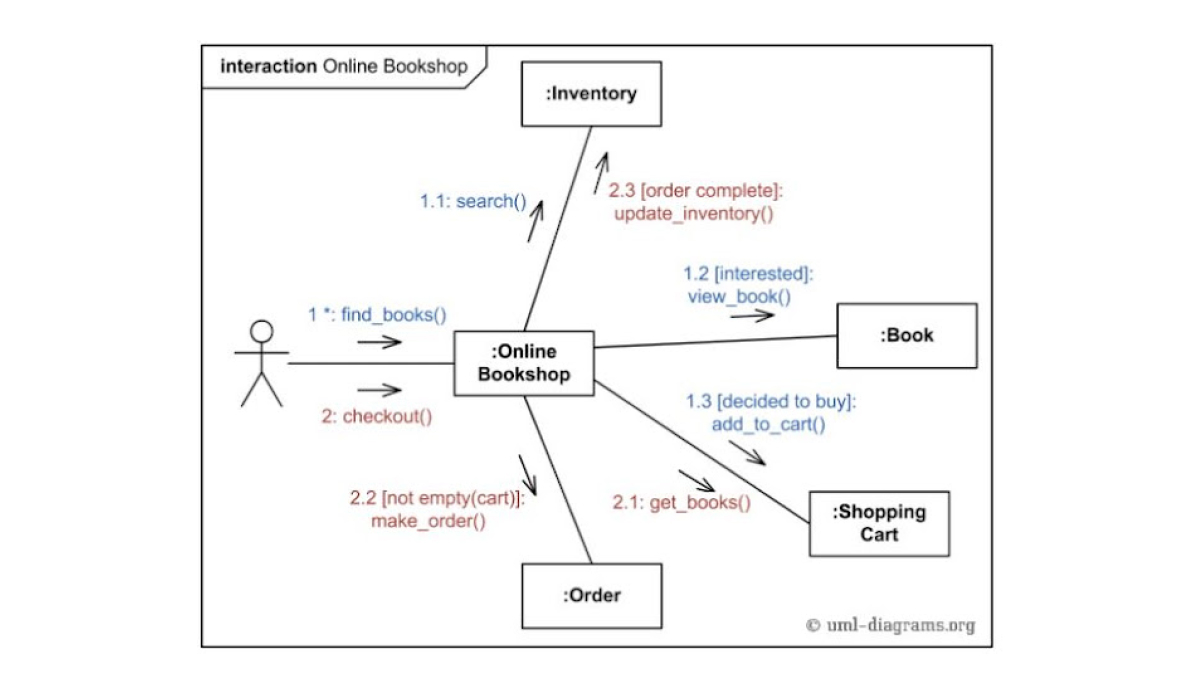 interaction Online Bookshop
:Inventory
1.1: search()
2.3 [order complete]:
update_inventory()
1.2 [interested]:
view_book()
1 *: find_books()
:Online
Bookshop
:Book
2: checkout()
1.3 [decided to buy]:
add_to_cart()
2.2 [not empty(cart)]:
make_order()
2.1: get_books()
:Shopping
Cart
:Order
© uml-diagrams.org